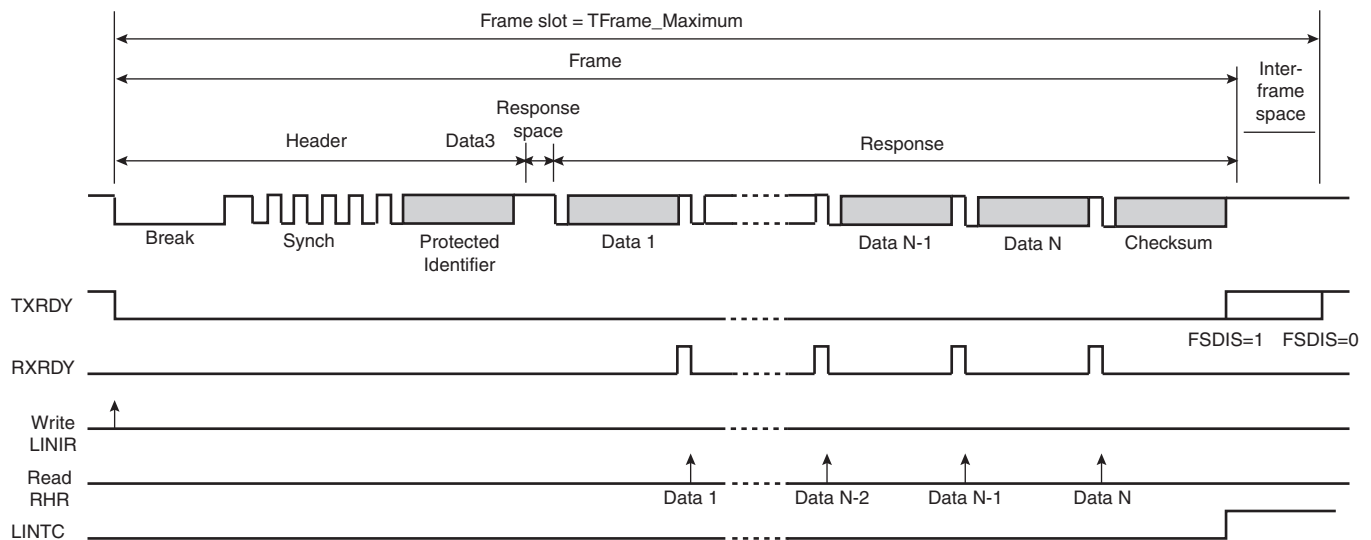 Frame slot = TFrame_Maximum
Frame
Inter-
frame
space
Response
space
Header
Data3
Response
Break
Synch
Protected
Identifier
Data 1
Data N-1
Data N
Checksum
TXRDY
FSDIS=1
FSDIS=0
RXRDY
Write
LINIR
Read
RHR
Data 1
Data N-2
Data N-1
Data N
LINTC